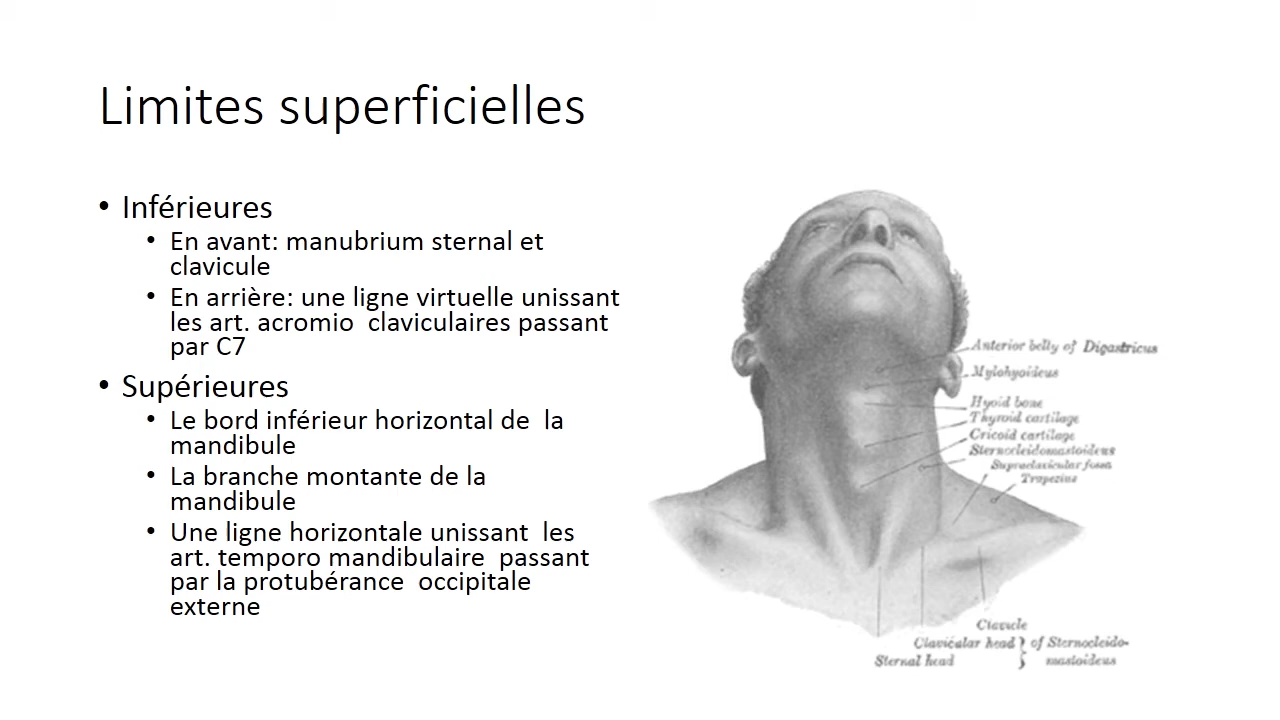 Limites superficielles
• Inférieures
• En avant: manubrium sternal et
clavicule
• En arrière: une ligne virtuelle unissant
les art. acromio claviculaires passant
par C7
• Supérieures
• Le bord inférieur horizontal de la
mandibule
• La branche montante de la
mandibule
• Une ligne horizontale unissant les
art. temporo mandibulaire passant
par la protubérance occipitale
externe
Anterior belly of Digastricus
Mylohyoideus
Hyoid bone
Thyroid cartilage
Cricoid cartilage
Sternocleidomastoideus
Supraclavicular fossa
Trapezius
Clavicle
Clavicular head } of Sternocleido-
Sternal head mastoideus